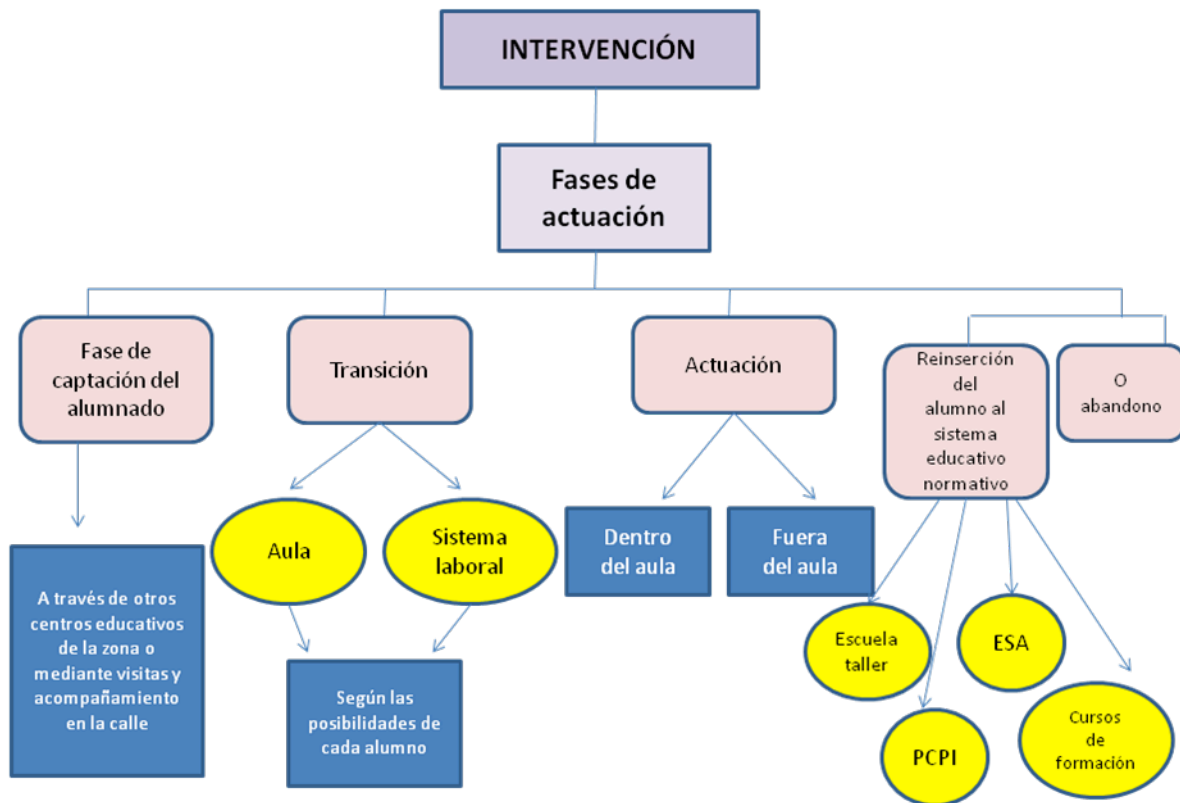 INTERVENCIÓN
Fases de
actuación
Fase de
captación del
alumnado
Transición
Actuación
Reinserción
del
alumno al
sistema
educativo
normativo
O
abandono
Aula
Sistema
laboral
Dentro
del aula
Fuera
del aula
A través de otros
centros educativos
de la zona o
mediante visitas y
acompañamiento
en la calle
Según las
posibilidades de
cada alumno
Escuela
taller
ESA
PCPI
Cursos
de
formación